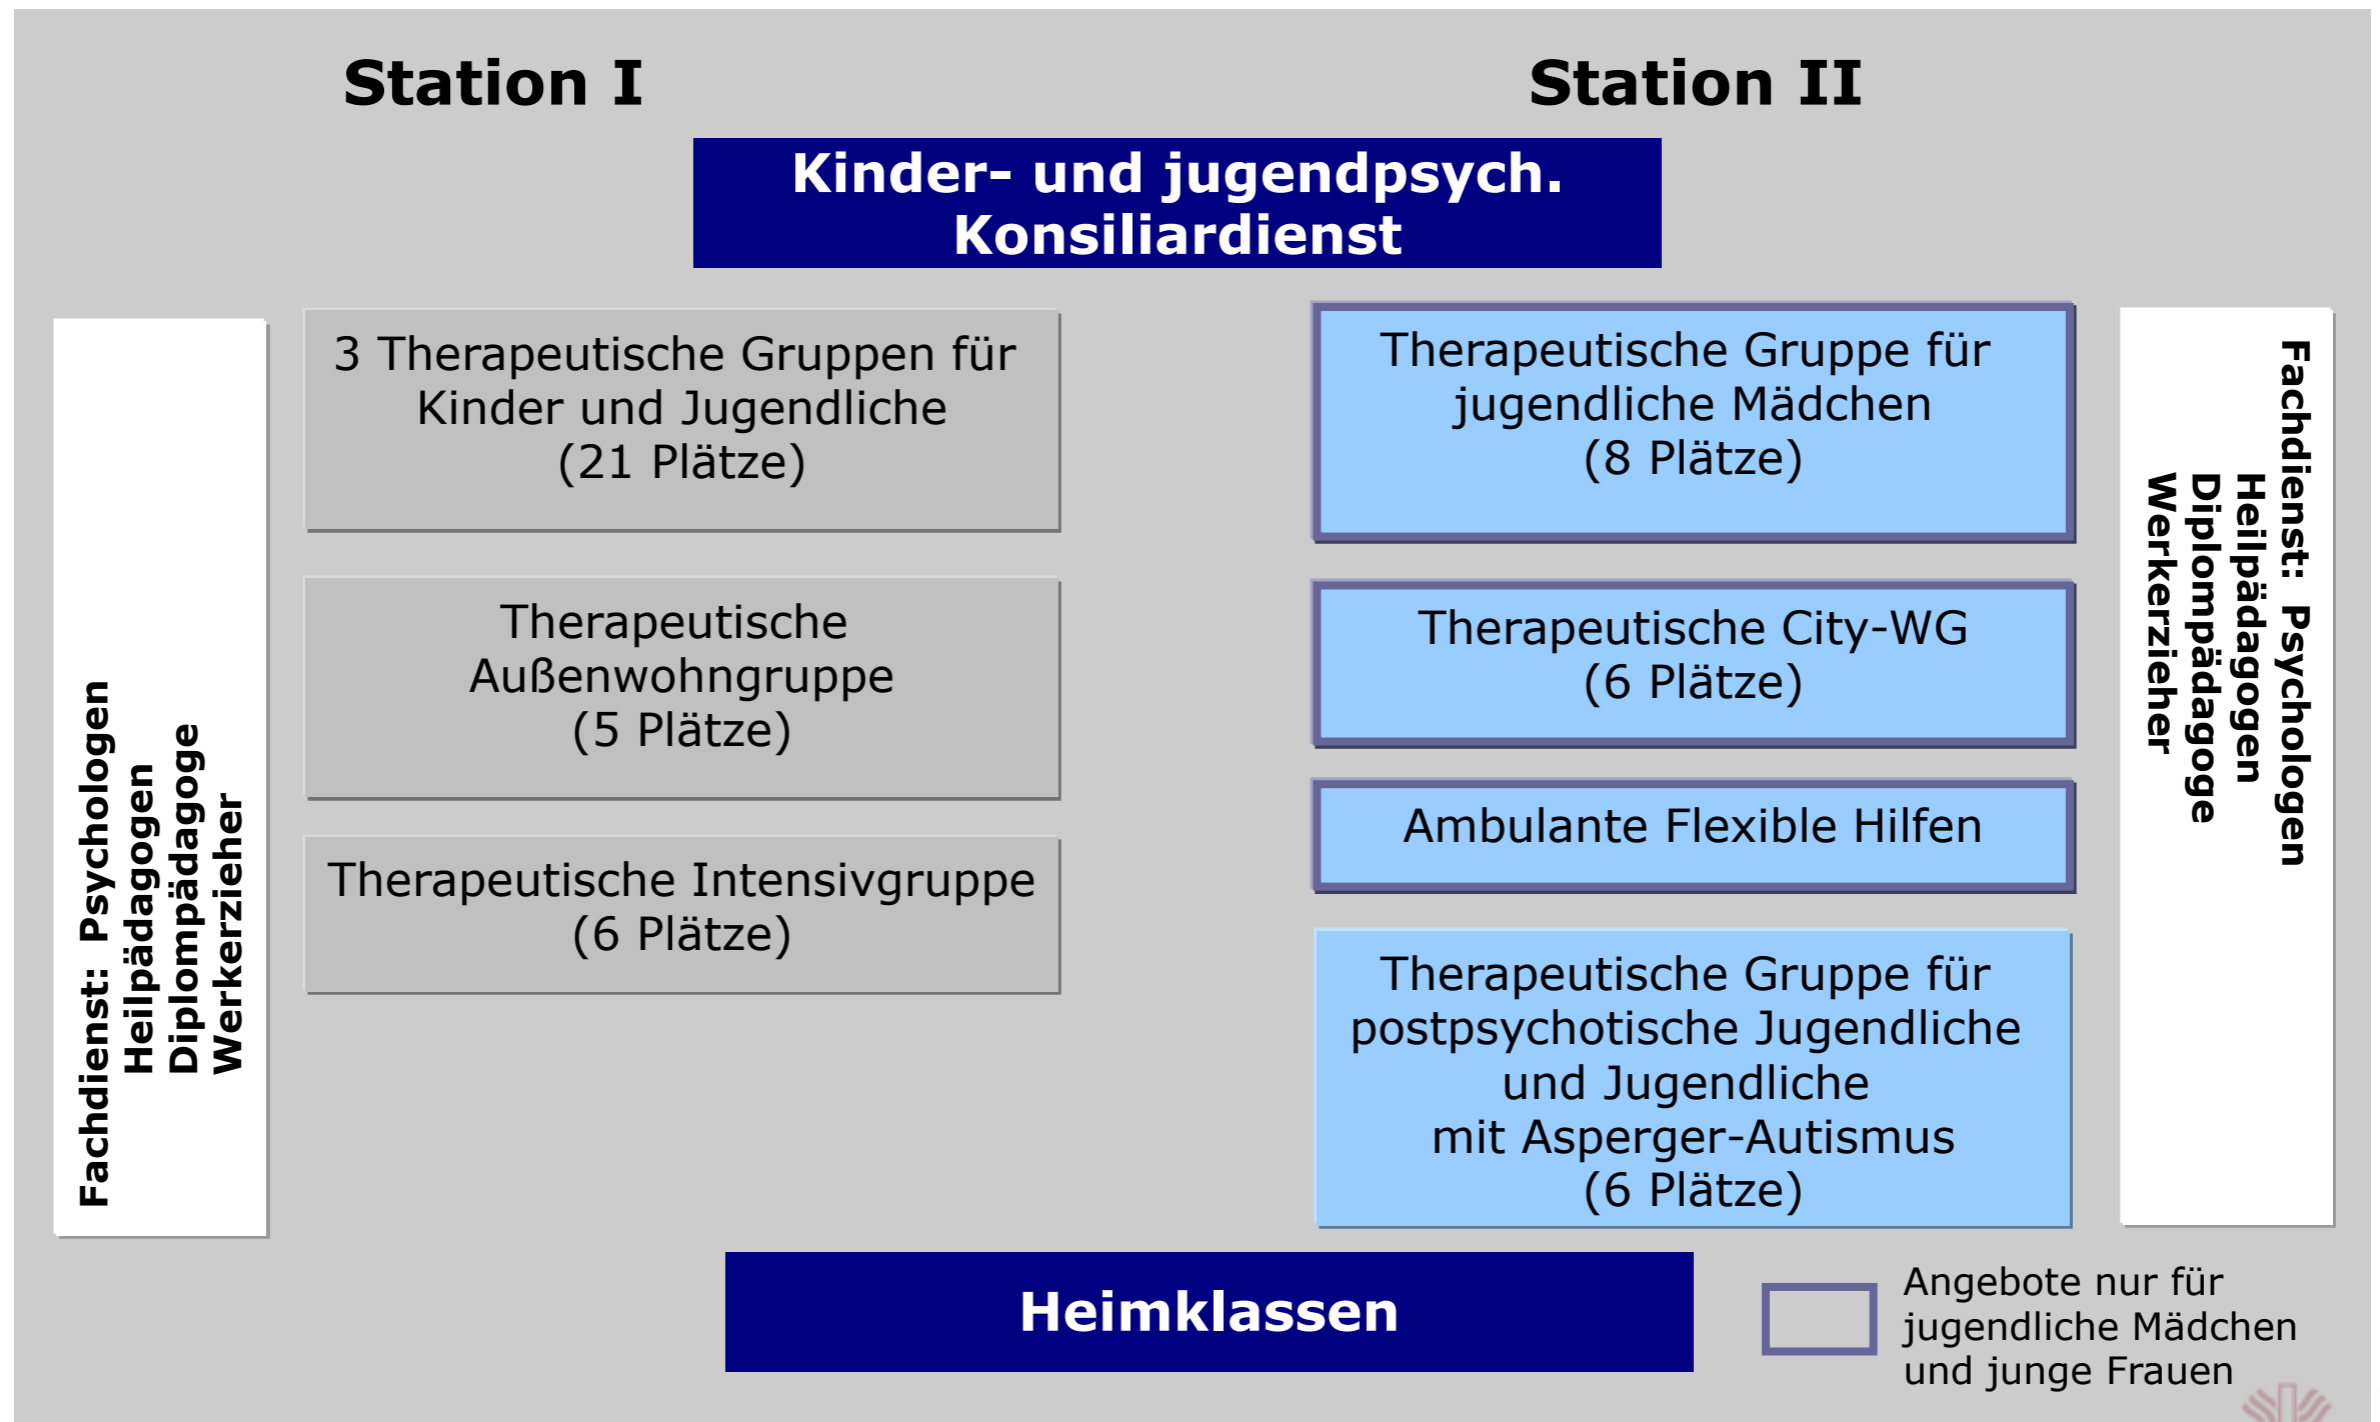 Station I
Station II
Kinder- und jugendpsych.
Konsiliardienst
Fachdienst: Psychologen
Heilpädagogen
Diplompädagoge
Werkerzieher
3 Therapeutische Gruppen für
Kinder und Jugendliche
(21 Plätze)
Therapeutische
Außenwohngruppe
(5 Plätze)
Therapeutische Intensivgruppe
(6 Plätze)
Therapeutische Gruppe für
jugendliche Mädchen
(8 Plätze)
Therapeutische City-WG
(6 Plätze)
Ambulante Flexible Hilfen
Therapeutische Gruppe für
postpsychotische Jugendliche
und Jugendliche
mit Asperger-Autismus
(6 Plätze)
Fachdienst: Psychologen
Heilpädagogen
Diplompädagoge
Werkerzieher
Heimklassen
Angebote nur für
jugendliche Mädchen
und junge Frauen